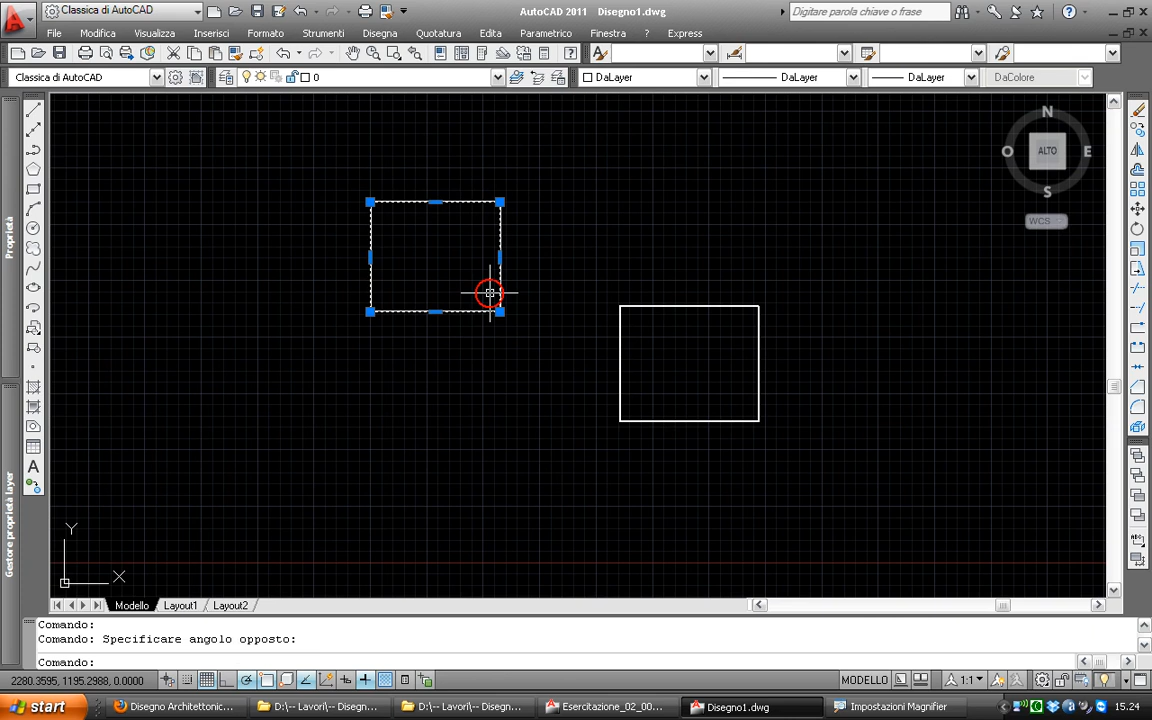 Classica di AutoCAD
AutoCAD 2011 Disegno1.dwg
Digitare parola chiave o frase
File Modifica Visualizza Inserisci Formato Strumenti Disegna Quotatura Edita Parametrico Finestra ? Express
Classica di AutoCAD
0
DaLayer
DaLayer
DaLayer
DaColore
N
O
ALTO
E
S
WCS
Proprietà
Gestore proprietà layer
A
Y
X
Modello Layout1 Layout2
Comando:
Comando: Specificare angolo opposto:
Comando:
2280.3595, 1195.2988, 0.0000
MODELLO
1:1
start
Disegno Architettonic...
D:\-- Lavori\-- Disegn...
D:\-- Lavori\-- Disegn...
Esercitazione_02_00...
Disegno1.dwg
Impostazioni Magnifier
15.24